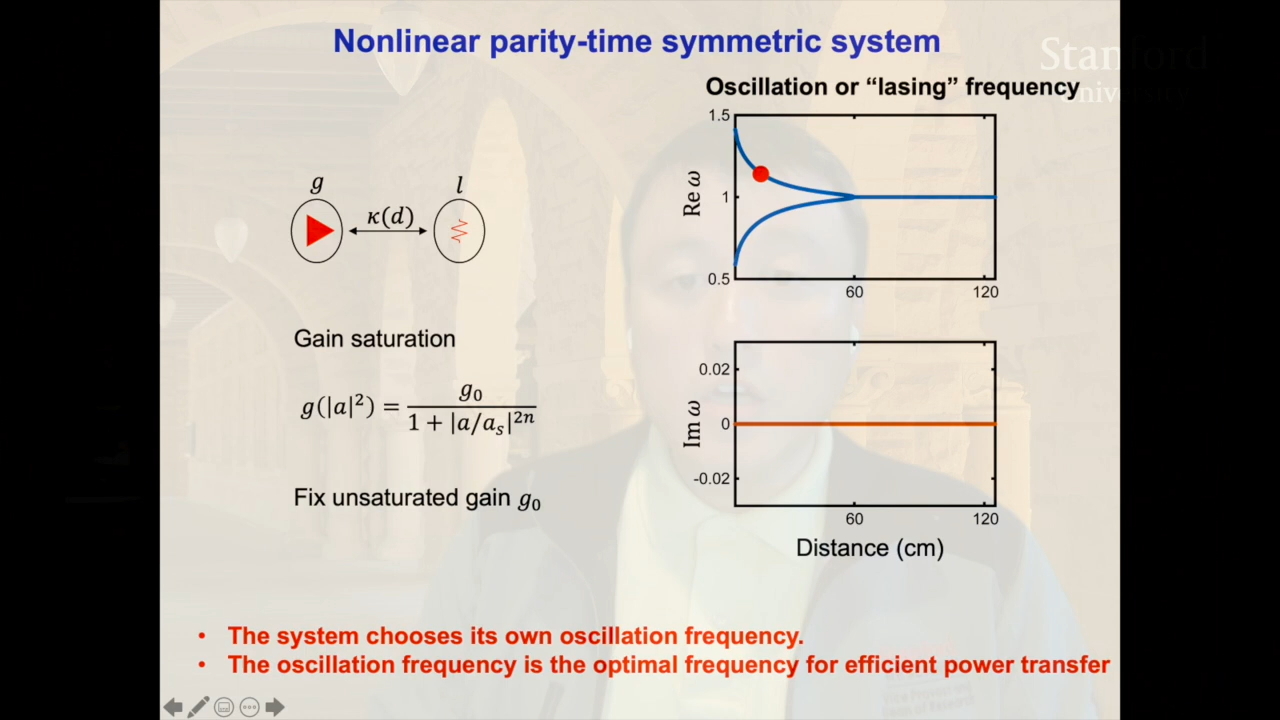 Nonlinear parity-time symmetric system
Stanford
University
Oscillation or “lasing” frequency
1.5
1
0.5
Re ω
60
120
g
l
κ(d)
Gain saturation
g(|a|²) = g₀ / (1 + |a/aₛ|²ⁿ)
Fix unsaturated gain g₀
0.02
0
-0.02
Im ω
60
120
Distance (cm)
• The system chooses its own oscillation frequency.
• The oscillation frequency is the optimal frequency for efficient power transfer